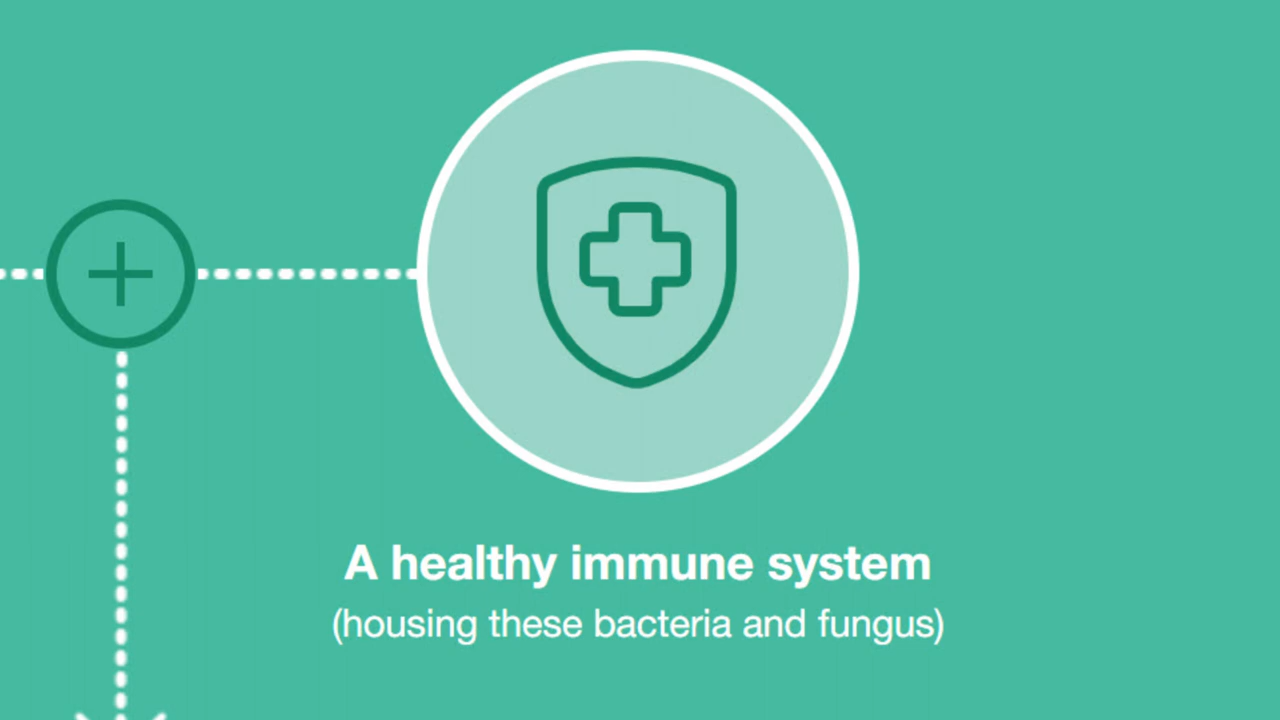 A healthy immune system
(housing these bacteria and fungus)